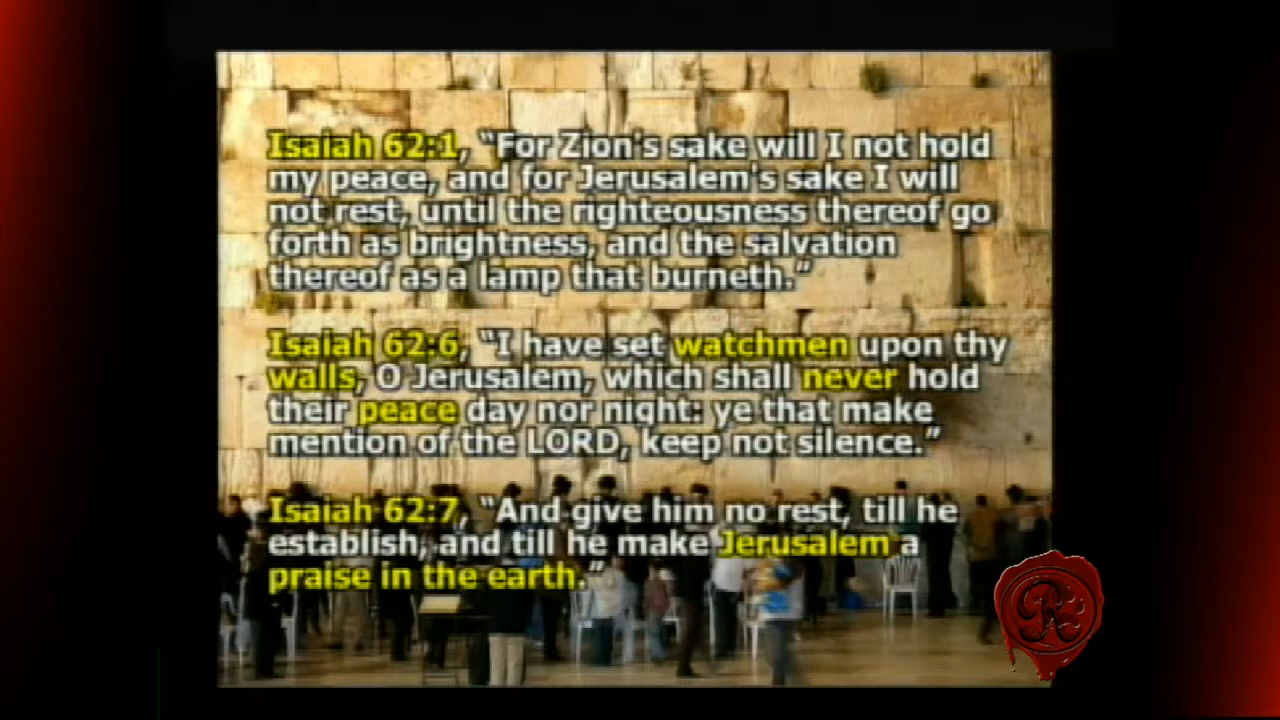 Isaiah 62:1, “For Zion's sake will I not hold
my peace, and for Jerusalem's sake I will
not rest, until the righteousness thereof go
forth as brightness, and the salvation
thereof as a lamp that burneth.”
Isaiah 62:6, “I have set watchmen upon thy
walls, O Jerusalem, which shall never hold
their peace day nor night: ye that make
mention of the LORD, keep not silence.”
Isaiah 62:7, “And give him no rest, till he
establish, and till he make Jerusalem a
praise in the earth.”
R